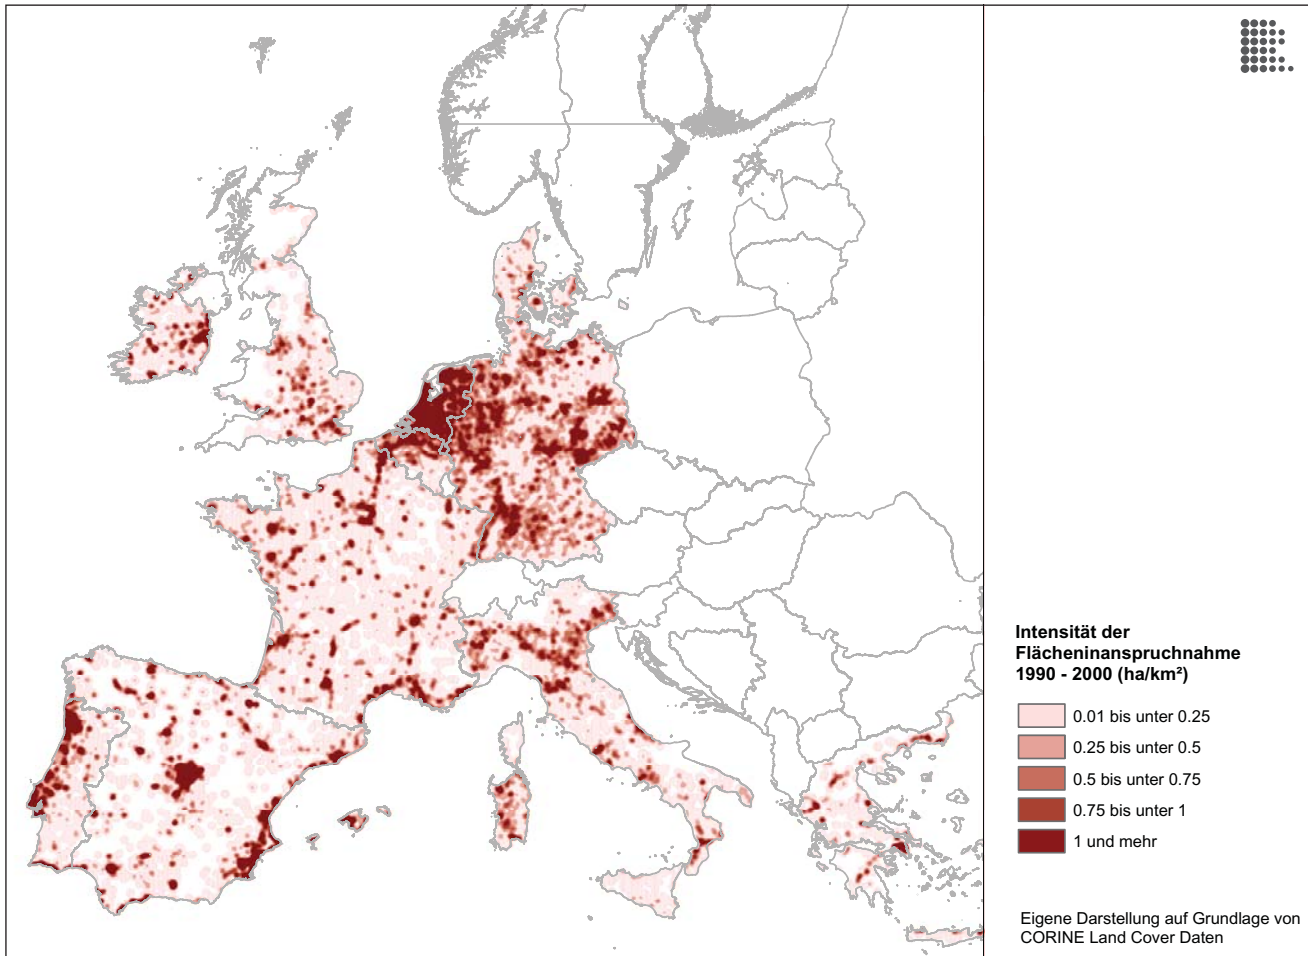 Intensität der
Flächeninanspruchnahme
1990 - 2000 (ha/km²)
0.01 bis unter 0.25
0.25 bis unter 0.5
0.5 bis unter 0.75
0.75 bis unter 1
1 und mehr
Eigene Darstellung auf Grundlage von
CORINE Land Cover Daten